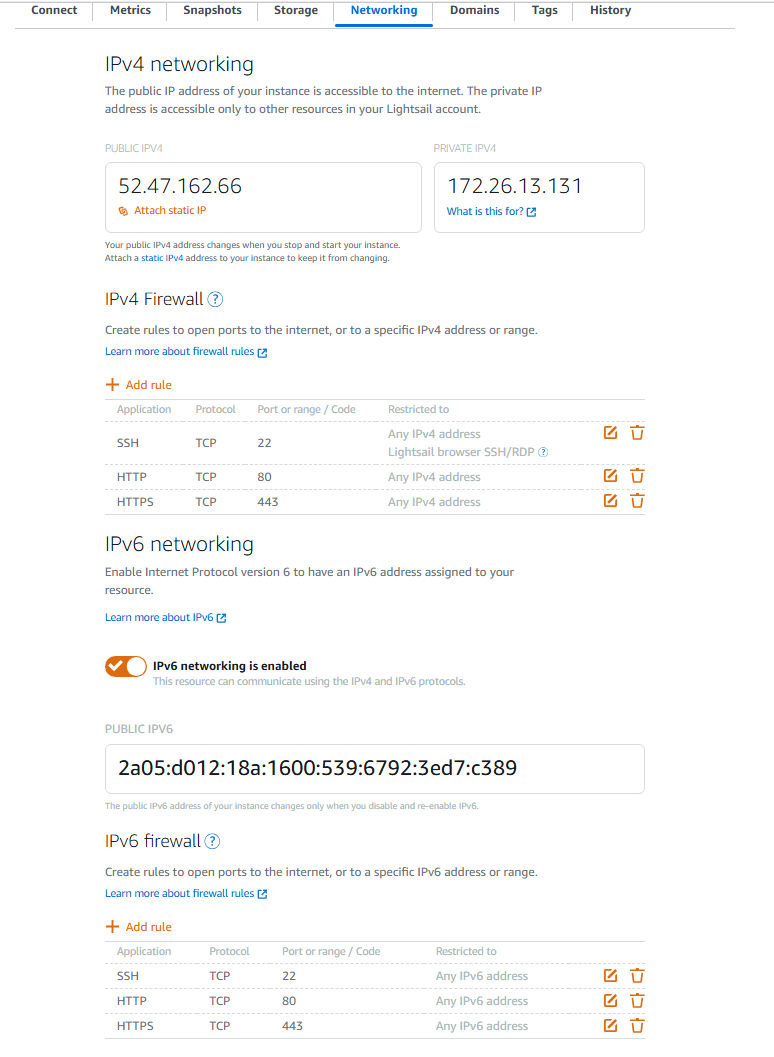 Connect Metrics Snapshots Storage Networking Domains Tags History
IPv4 networking
The public IP address of your instance is accessible to the internet. The private IP
address is accessible only to other resources in your Lightsail account.
PUBLIC IPV4 PRIVATE IPV4
52.47.162.66 172.26.13.131
Attach static IP What is this for?
Your public IPv4 address changes when you stop and start your instance.
Attach a static IPv4 address to your instance to keep it from changing.
IPv4 Firewall ?
Create rules to open ports to the internet, or to a specific IPv4 address or range.
Learn more about firewall rules
+ Add rule
Application Protocol Port or range / Code Restricted to
SSH TCP 22 Any IPv4 address
Lightsail browser SSH/RDP ?
HTTP TCP 80 Any IPv4 address
HTTPS TCP 443 Any IPv4 address
IPv6 networking
Enable Internet Protocol version 6 to have an IPv6 address assigned to your
resource.
Learn more about IPv6
IPv6 networking is enabled
This resource can communicate using the IPv4 and IPv6 protocols.
PUBLIC IPV6
2a05:d012:18a:1600:539:6792:3ed7:c389
The public IPv6 address of your instance changes only when you disable and re-enable IPv6.
IPv6 firewall ?
Create rules to open ports to the internet, or to a specific IPv6 address or range.
Learn more about firewall rules
+ Add rule
Application Protocol Port or range / Code Restricted to
SSH TCP 22 Any IPv6 address
HTTP TCP 80 Any IPv6 address
HTTPS TCP 443 Any IPv6 address